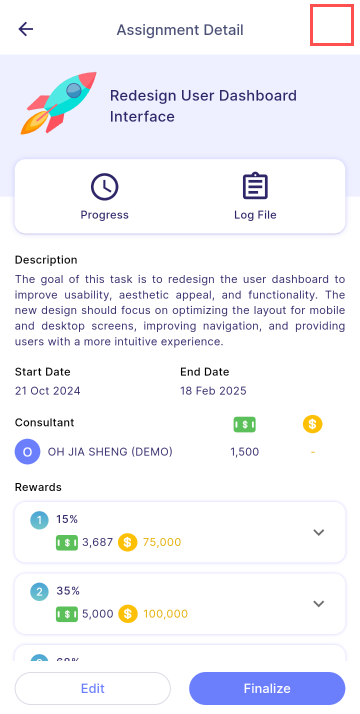 Assignment Detail
Redesign User Dashboard
Interface
Progress
Log File
Description
The goal of this task is to redesign the user dashboard to
improve usability, aesthetic appeal, and functionality. The
new design should focus on optimizing the layout for mobile
and desktop screens, improving navigation, and providing
users with a more intuitive experience.
Start Date
End Date
21 Oct 2024
18 Feb 2025
Consultant
$
$
O OH JIA SHENG (DEMO) 1,500 -
Rewards
1 15%
$ 3,687 $ 75,000
2 35%
$ 5,000 $ 100,000
Edit
Finalize